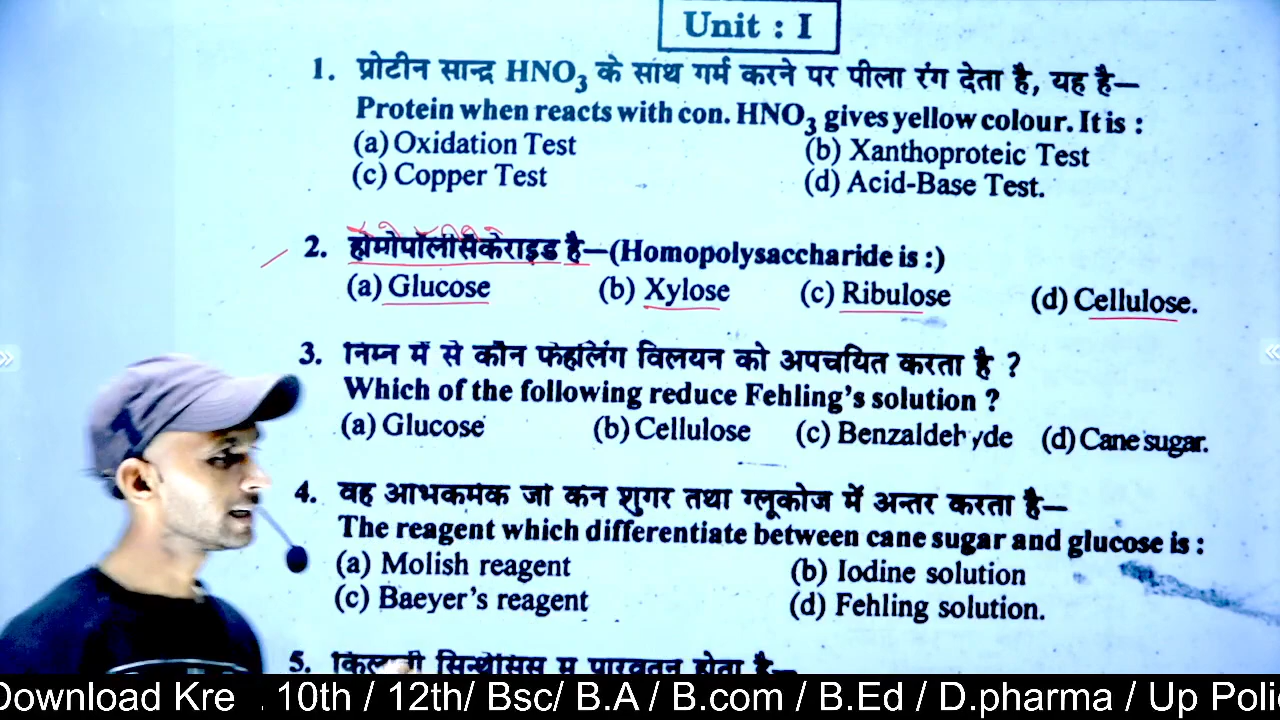 Unit : I
1. प्रोटीन सान्द्र HNO₃ के साथ गर्म करने पर पीला रंग देता है, यह है—
Protein when reacts with con. HNO₃ gives yellow colour. It is :
(a) Oxidation Test (b) Xanthoproteic Test
(c) Copper Test (d) Acid-Base Test.
2. होमोपॉलीसैकेराइड है—(Homopolysaccharide is :)
(a) Glucose (b) Xylose (c) Ribulose (d) Cellulose.
3. निम्न में से कौन फेहलिंग विलयन को अपचयित करता है ?
Which of the following reduce Fehling's solution ?
(a) Glucose (b) Cellulose (c) Benzaldehyde (d) Cane sugar.
4. वह जो शुगर तथा ग्लूकोज में अन्तर करता है—
The reagent which differentiate between cane sugar and glucose is :
(a) Molish reagent (b) Iodine solution
(c) Baeyer's reagent (d) Fehling solution.
5. होता है—
Download Kre . 10th / 12th/ Bsc/ B.A / B.com / B.Ed / D.pharma / Up Poli